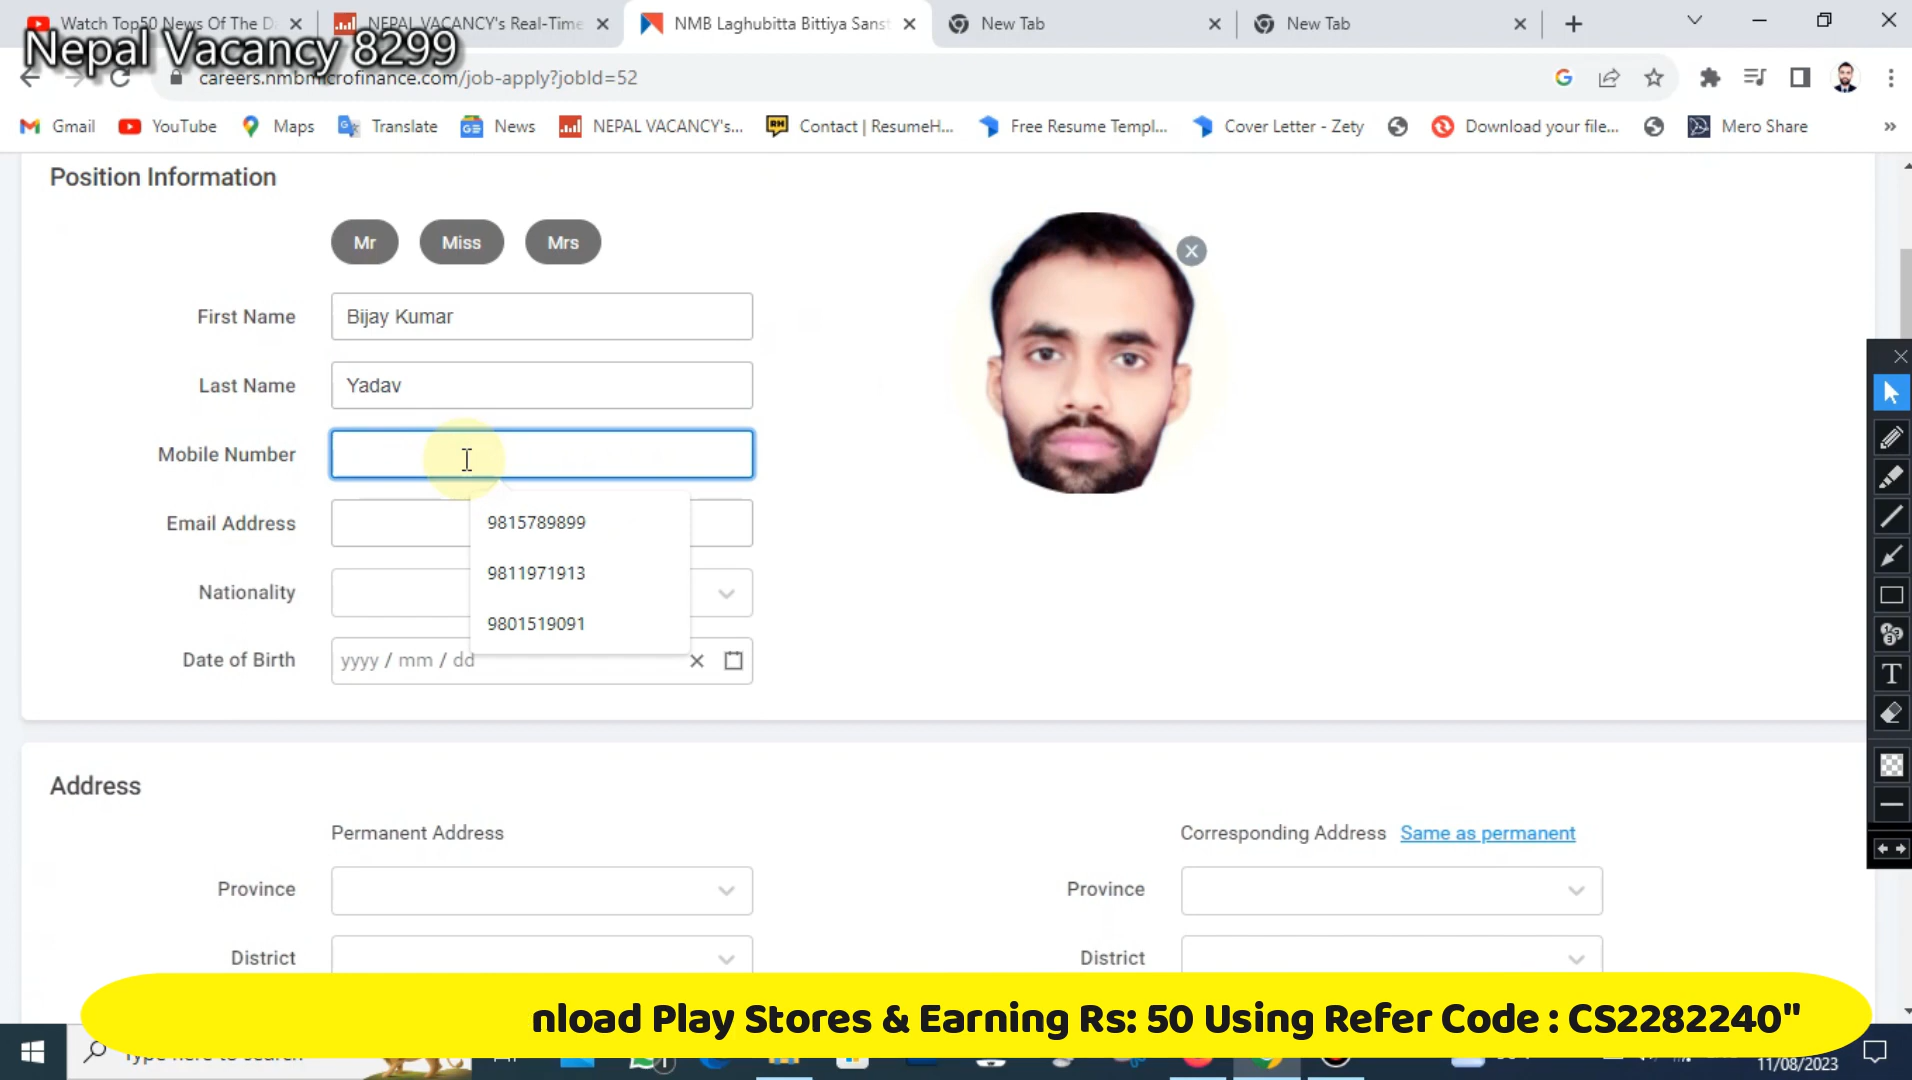 Watch Top50 News Of The Da
NEPAL VACANCY's Real-Time
NMB Laghubitta Bittiya Sanst
New Tab
New Tab
Nepal Vacancy 8299
careers.nmbmicrofinance.com/job-apply?jobId=52
Gmail
YouTube
Maps
Translate
News
NEPAL VACANCY's...
Contact | ResumeH...
Free Resume Templ...
Cover Letter - Zety
Download your file...
Mero Share
»
Position Information
Mr
Miss
Mrs
First Name
Bijay Kumar
Last Name
Yadav
Mobile Number
Email Address
9815789899
9811971913
9801519091
Nationality
Date of Birth
yyyy / mm / dd
Address
Permanent Address
Corresponding Address
Same as permanent
Province
Province
District
District
nload Play Stores & Earning Rs: 50 Using Refer Code : CS2282240"
Type here to search
11/08/2023